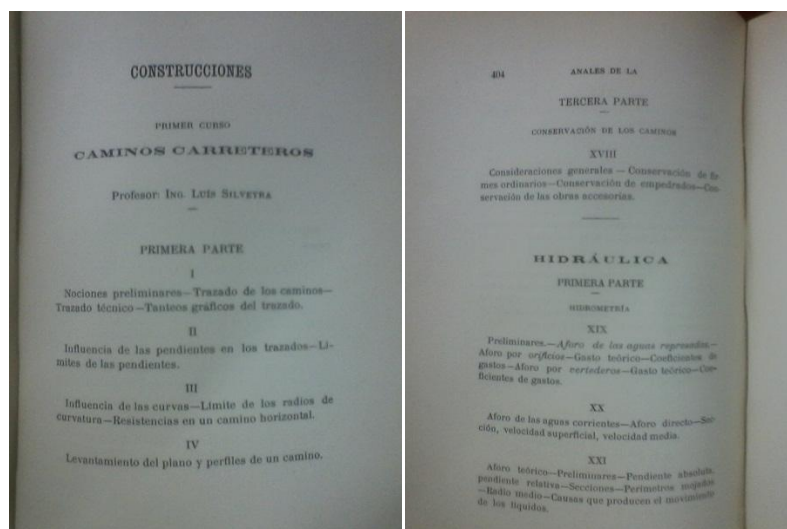 CONSTRUCCIONES
PRIMER CURSO
CAMINOS CARRETEROS
Profesor: ING. LUIS SILVEYRA
PRIMERA PARTE
I
Nociones preliminares—Trazado de los caminos—
Trazado técnico—Tanteos gráficos del trazado.
II
Influencia de las pendientes en los trazados—Lí-
mites de las pendientes.
III
Influencia de las curvas—Límite de los radios de
curvatura—Resistencias en un camino horizontal.
IV
Levantamiento del plano y perfiles de un camino.
404 ANALES DE LA
TERCERA PARTE
CONSERVACIÓN DE LOS CAMINOS
XVIII
Consideraciones generales — Conservación de fir-
mes ordinarios—Conservación de empedrados—Con-
servación de las obras accesorias.
HIDRÁULICA
PRIMERA PARTE
HIDROMETRÍA
XIX
Preliminares.—Aforo de las aguas represadas.—
Aforo por orificios—Gasto teórico—Coeficientes de
gastos—Aforo por vertederos—Gasto teórico—Coe-
ficientes de gastos.
XX
Aforo de las aguas corrientes—Aforo directo—Sec-
ción, velocidad superficial, velocidad media.
XXI
Aforo teórico—Preliminares—Pendiente absoluta,
pendiente relativa—Secciones—Perímetros mojados
—Radio medio—Causas que producen el movimiento
de los líquidos.